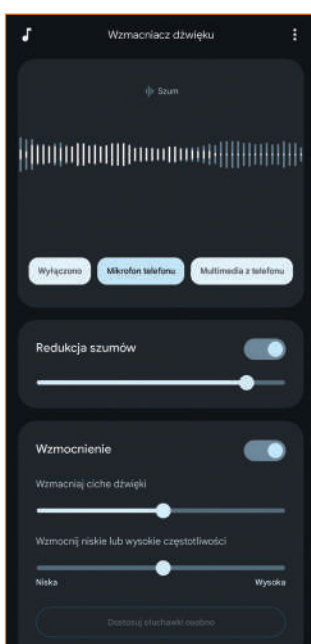 Wzmacniacz dźwięku
Szum
Wyłączono Mikrofon telefonu Multimedia z telefonu
Redukcja szumów
Wzmocnienie
Wzmacniaj ciche dźwięki
Wzmocnij niskie lub wysokie częstotliwości
Niska Wysoka
Dostosuj słuchawki osobno